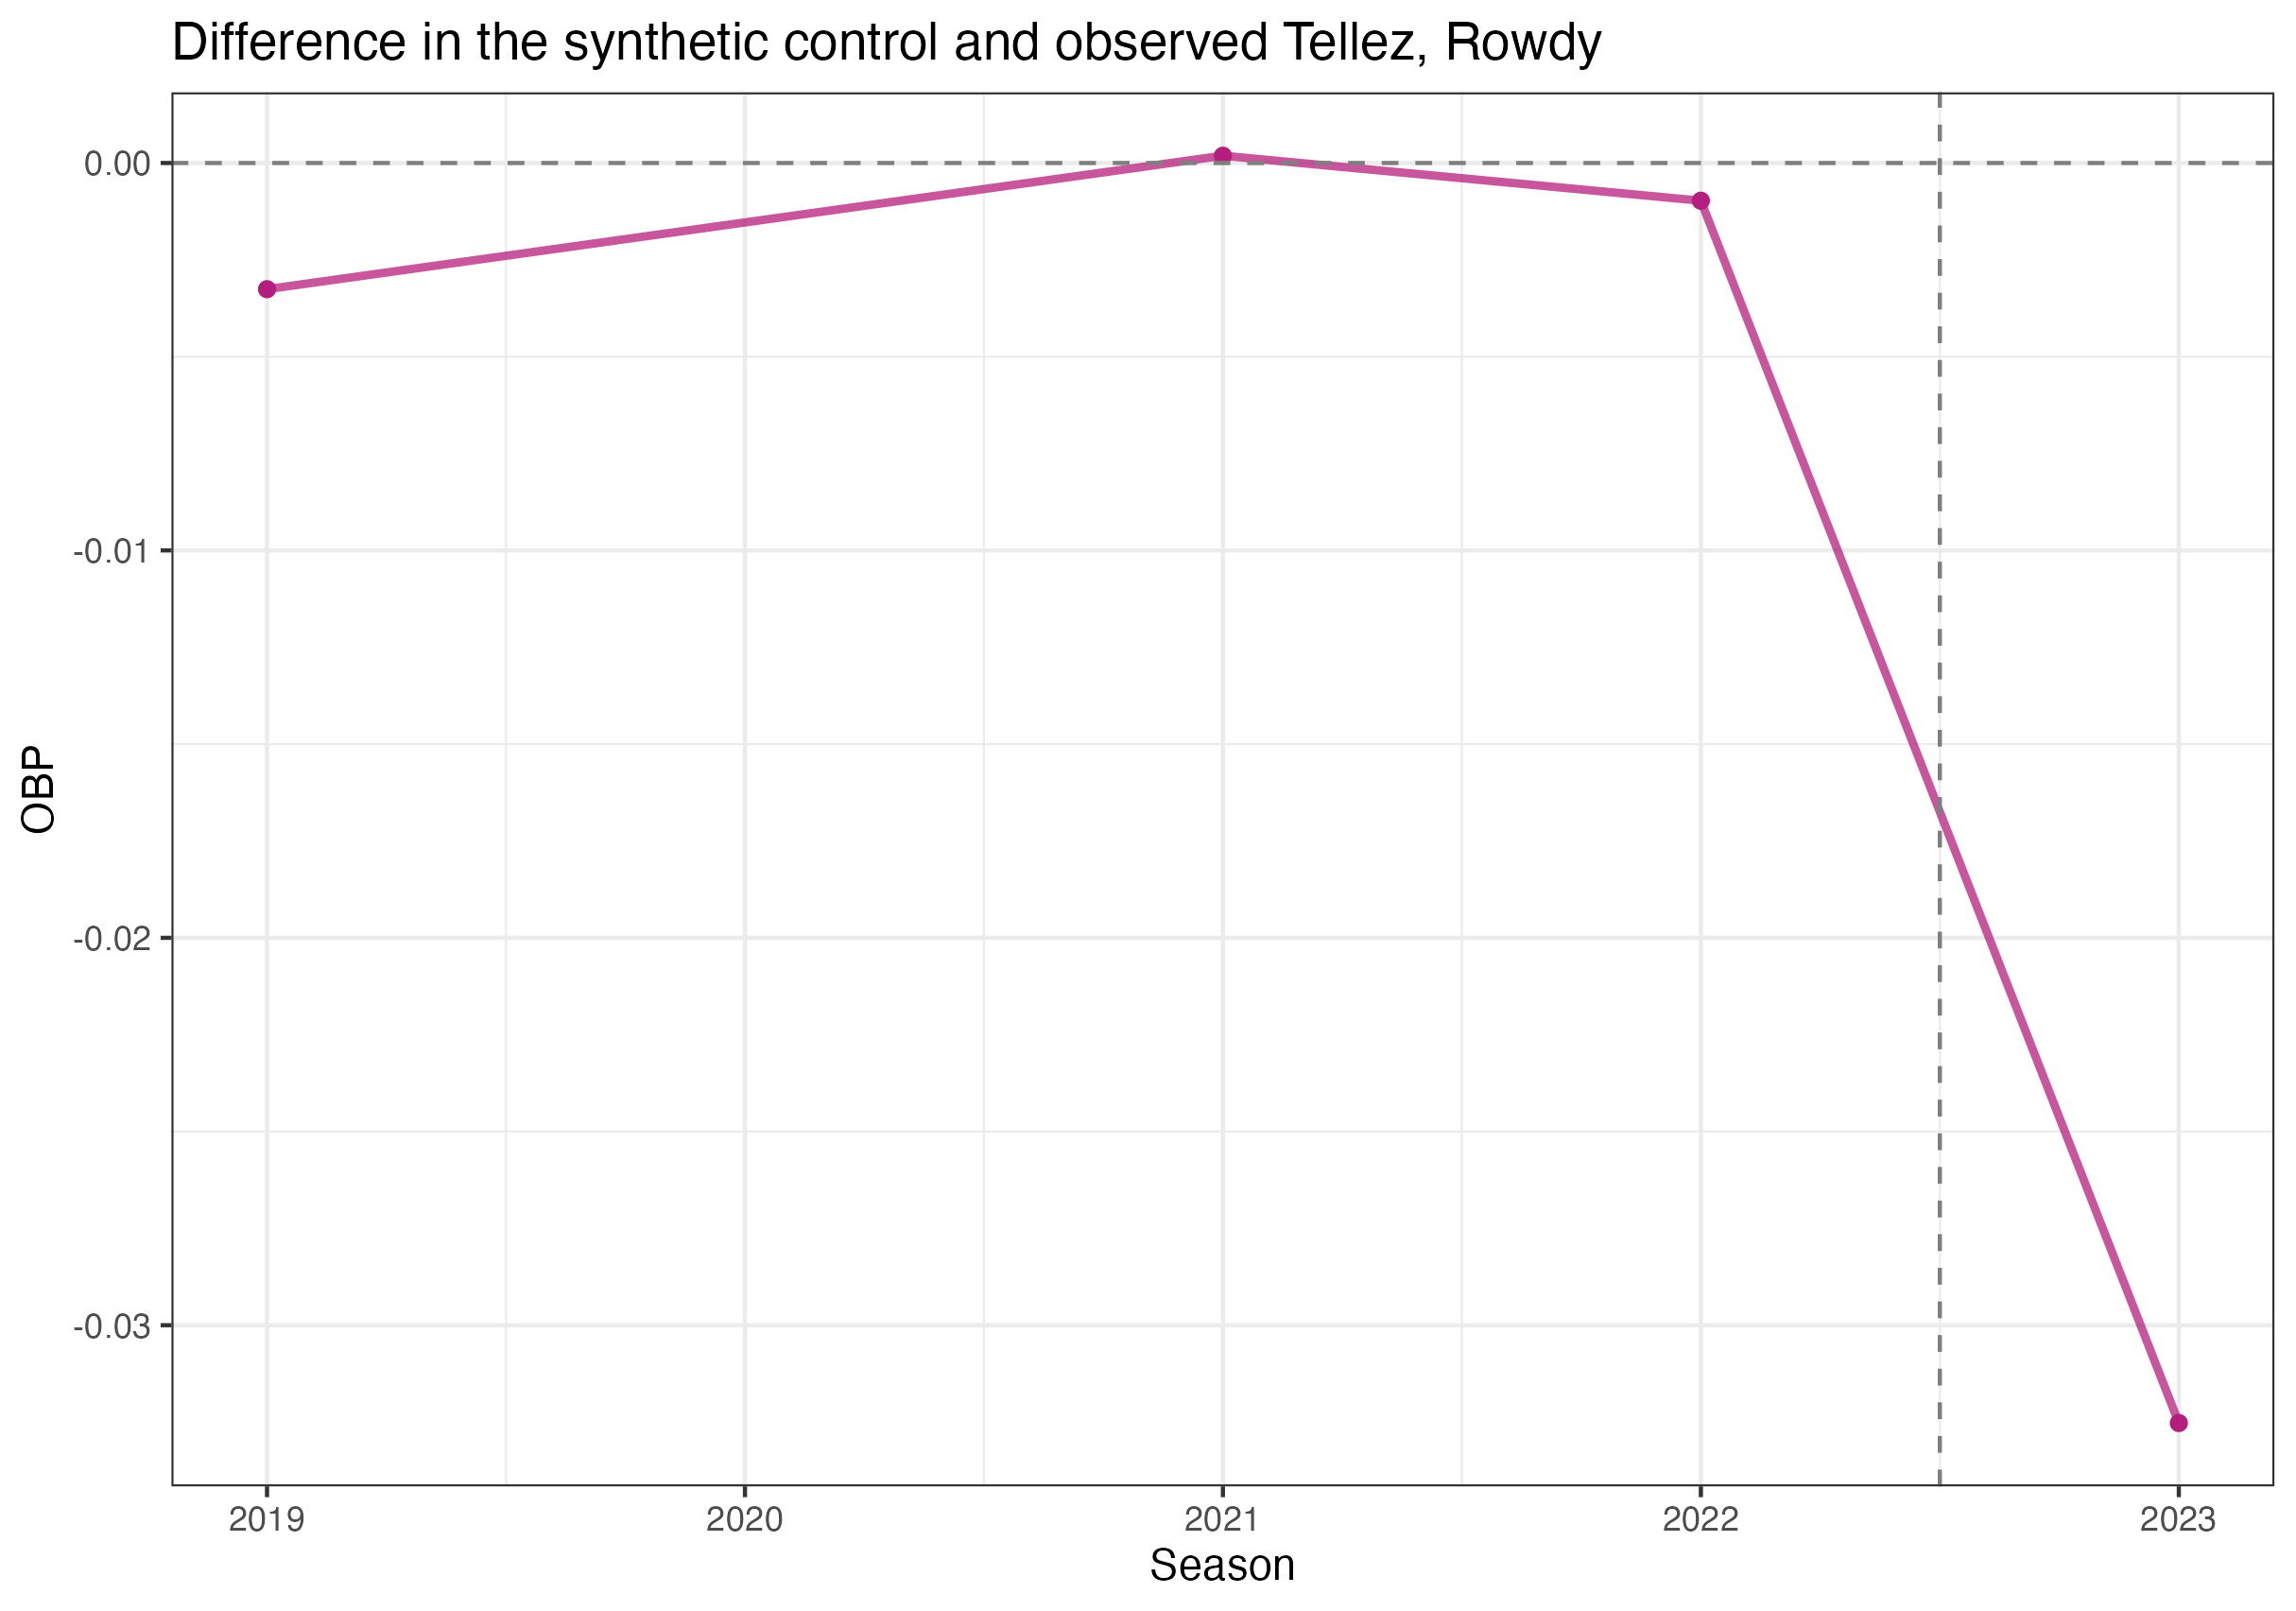 Difference in the synthetic control and observed Tellez, Rowdy
OBP
0.00
-0.01
-0.02
-0.03
2019 2020 2021 2022 2023
Season